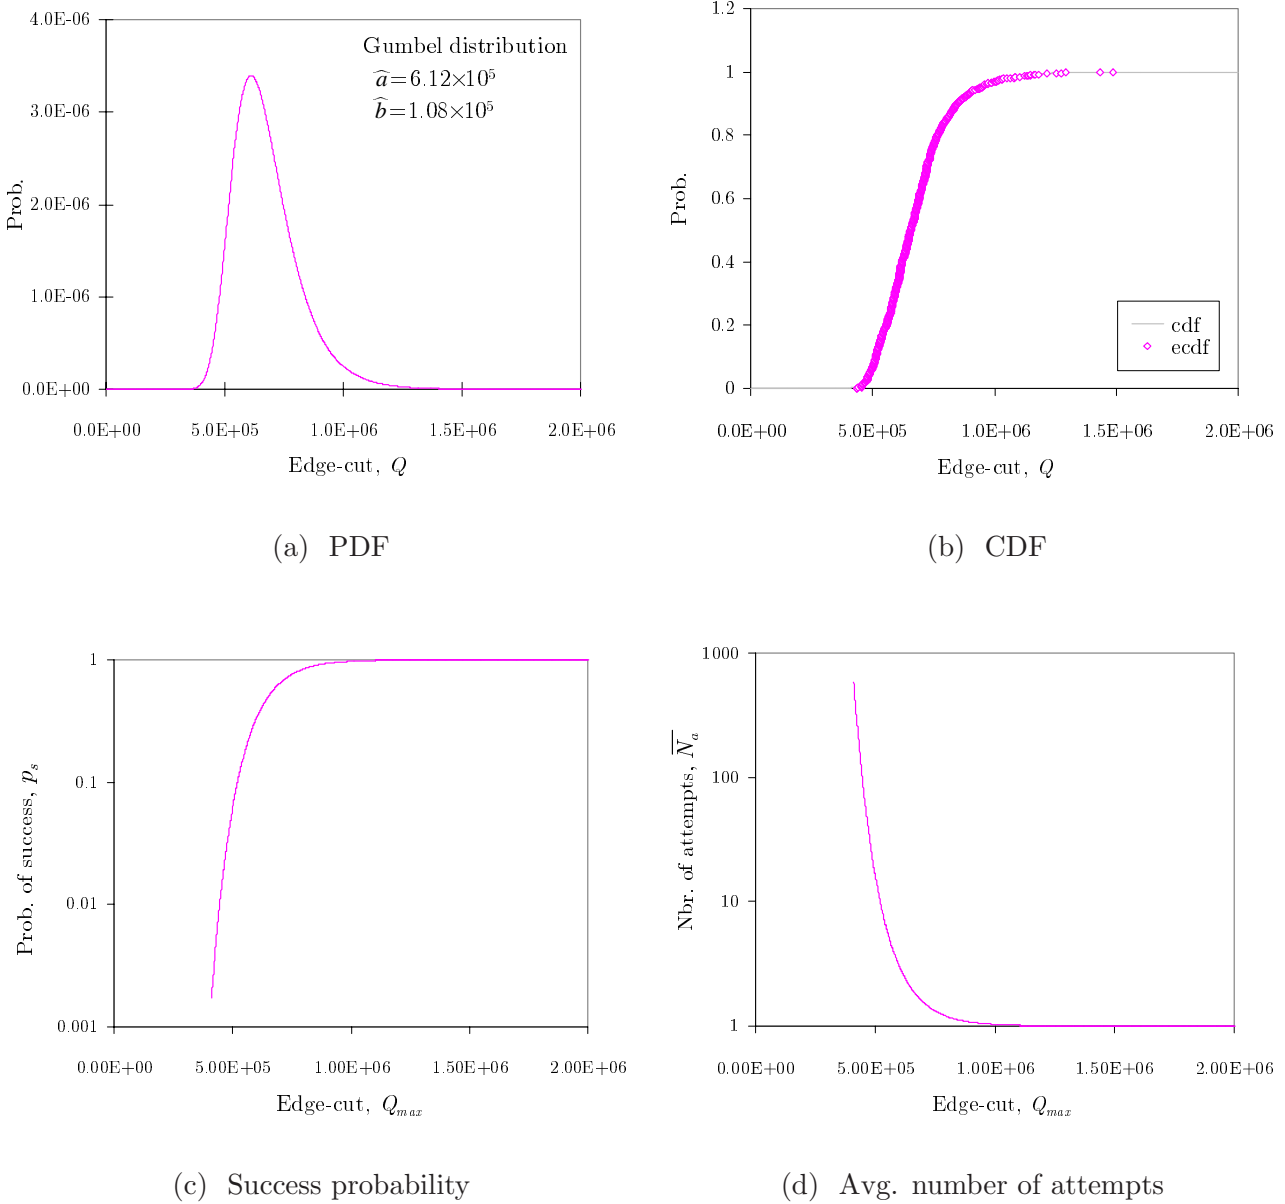 4.0E-06
3.0E-06
2.0E-06
1.0E-06
0.0E+00
Prob.
Gumbel distribution
â=6.12×10⁵
b̂=1.08×10⁵
0.0E+00 5.0E+05 1.0E+06 1.5E+06 2.0E+06
Edge-cut, Q
(a) PDF
1.2
1
0.8
0.6
0.4
0.2
0
Prob.
cdf
ecdf
0.0E+00 5.0E+05 1.0E+06 1.5E+06 2.0E+06
Edge-cut, Q
(b) CDF
1
0.1
0.01
0.001
Prob. of success, pₛ
0.00E+00 5.00E+05 1.00E+06 1.50E+06 2.00E+06
Edge-cut, Q_max
(c) Success probability
1000
100
10
1
Nbr. of attempts, N̅ₐ
0.00E+00 5.00E+05 1.00E+06 1.50E+06 2.00E+06
Edge-cut, Q_max
(d) Avg. number of attempts